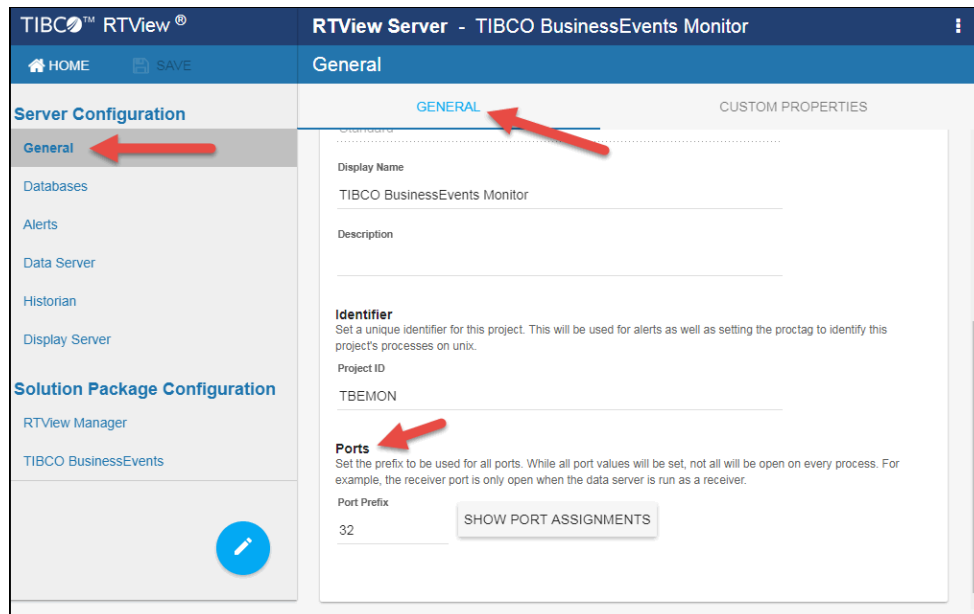 TIBCO™ RTView ®
RTView Server - TIBCO BusinessEvents Monitor
HOME
SAVE
General
Server Configuration
General
Databases
Alerts
Data Server
Historian
Display Server
Solution Package Configuration
RTView Manager
TIBCO BusinessEvents
GENERAL
CUSTOM PROPERTIES
Standard
Display Name
TIBCO BusinessEvents Monitor
Description
Identifier
Set a unique identifier for this project. This will be used for alerts as well as setting the proctag to identify this
project's processes on unix.
Project ID
TBEMON
Ports
Set the prefix to be used for all ports. While all port values will be set, not all will be open on every process. For
example, the receiver port is only open when the data server is run as a receiver.
Port Prefix
32
SHOW PORT ASSIGNMENTS